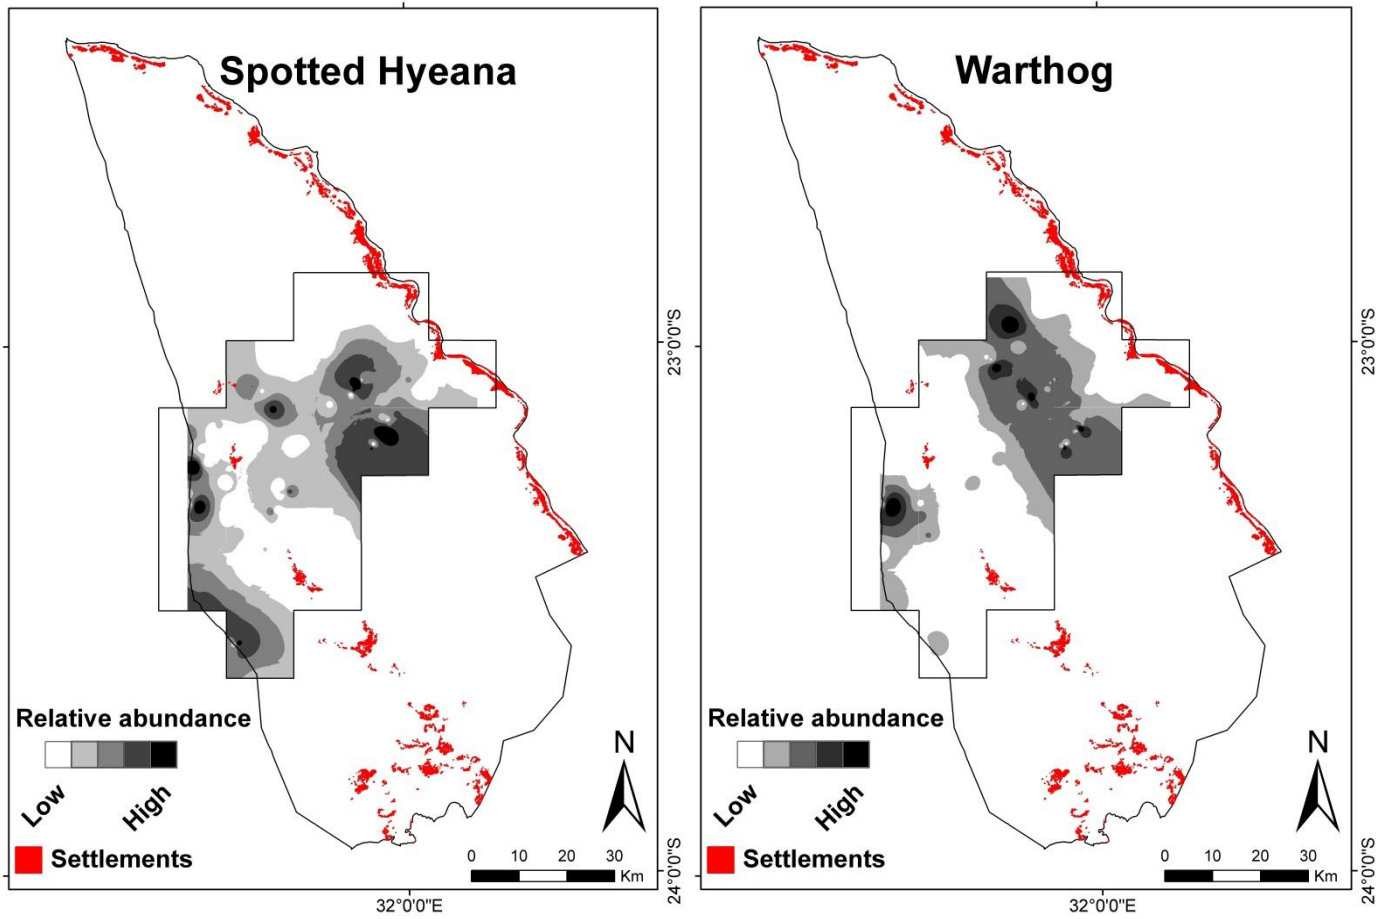 Spotted Hyeana
23°0'0"S
Relative abundance
Low
High
N
Settlements
0 10 20 30
Km
24°0'0"S
32°0'0"E
Warthog
23°0'0"S
Relative abundance
Low
High
N
Settlements
0 10 20 30
Km
24°0'0"S
32°0'0"E